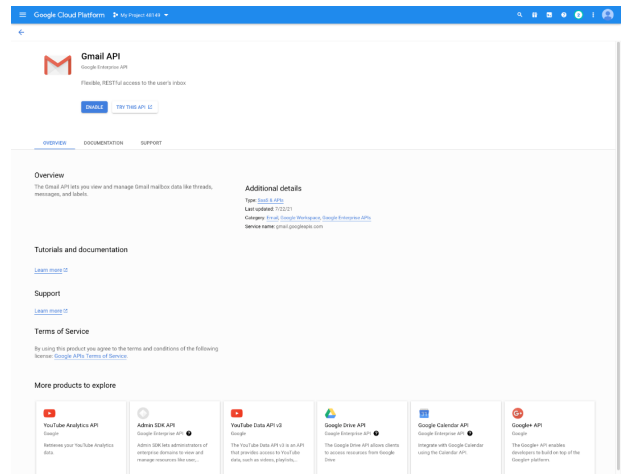 Google Cloud Platform
My Project 48149
Gmail API
Google Enterprise API
Flexible, RESTful access to the user's inbox
ENABLE
TRY THIS API
OVERVIEW
DOCUMENTATION
SUPPORT
Overview
The Gmail API lets you view and manage Gmail mailbox data like threads,
messages, and labels.
Additional details
Type: SaaS & APIs
Last updated: 7/22/21
Category: Email, Google Workspace, Google Enterprise APIs
Service name: gmail.googleapis.com
Tutorials and documentation
Learn more
Support
Learn more
Terms of Service
By using this product you agree to the terms and conditions of the following
license: Google APIs Terms of Service.
More products to explore
YouTube Analytics API
Google
Retrieves your YouTube Analytics
data.
Admin SDK API
Google Enterprise API
Admin SDK lets administrators of
enterprise domains to view and
manage resources like user,...
YouTube Data API v3
Google
The YouTube Data API v3 is an API
that provides access to YouTube
data, such as videos, playlists,...
Google Drive API
Google Enterprise API
The Google Drive API allows clients
to access resources from Google
Drive
Google Calendar API
Google Enterprise API
Integrate with Google Calendar
using the Calendar API.
Google+ API
Google
The Google+ API enables
developers to build on top of the
Google+ platform.